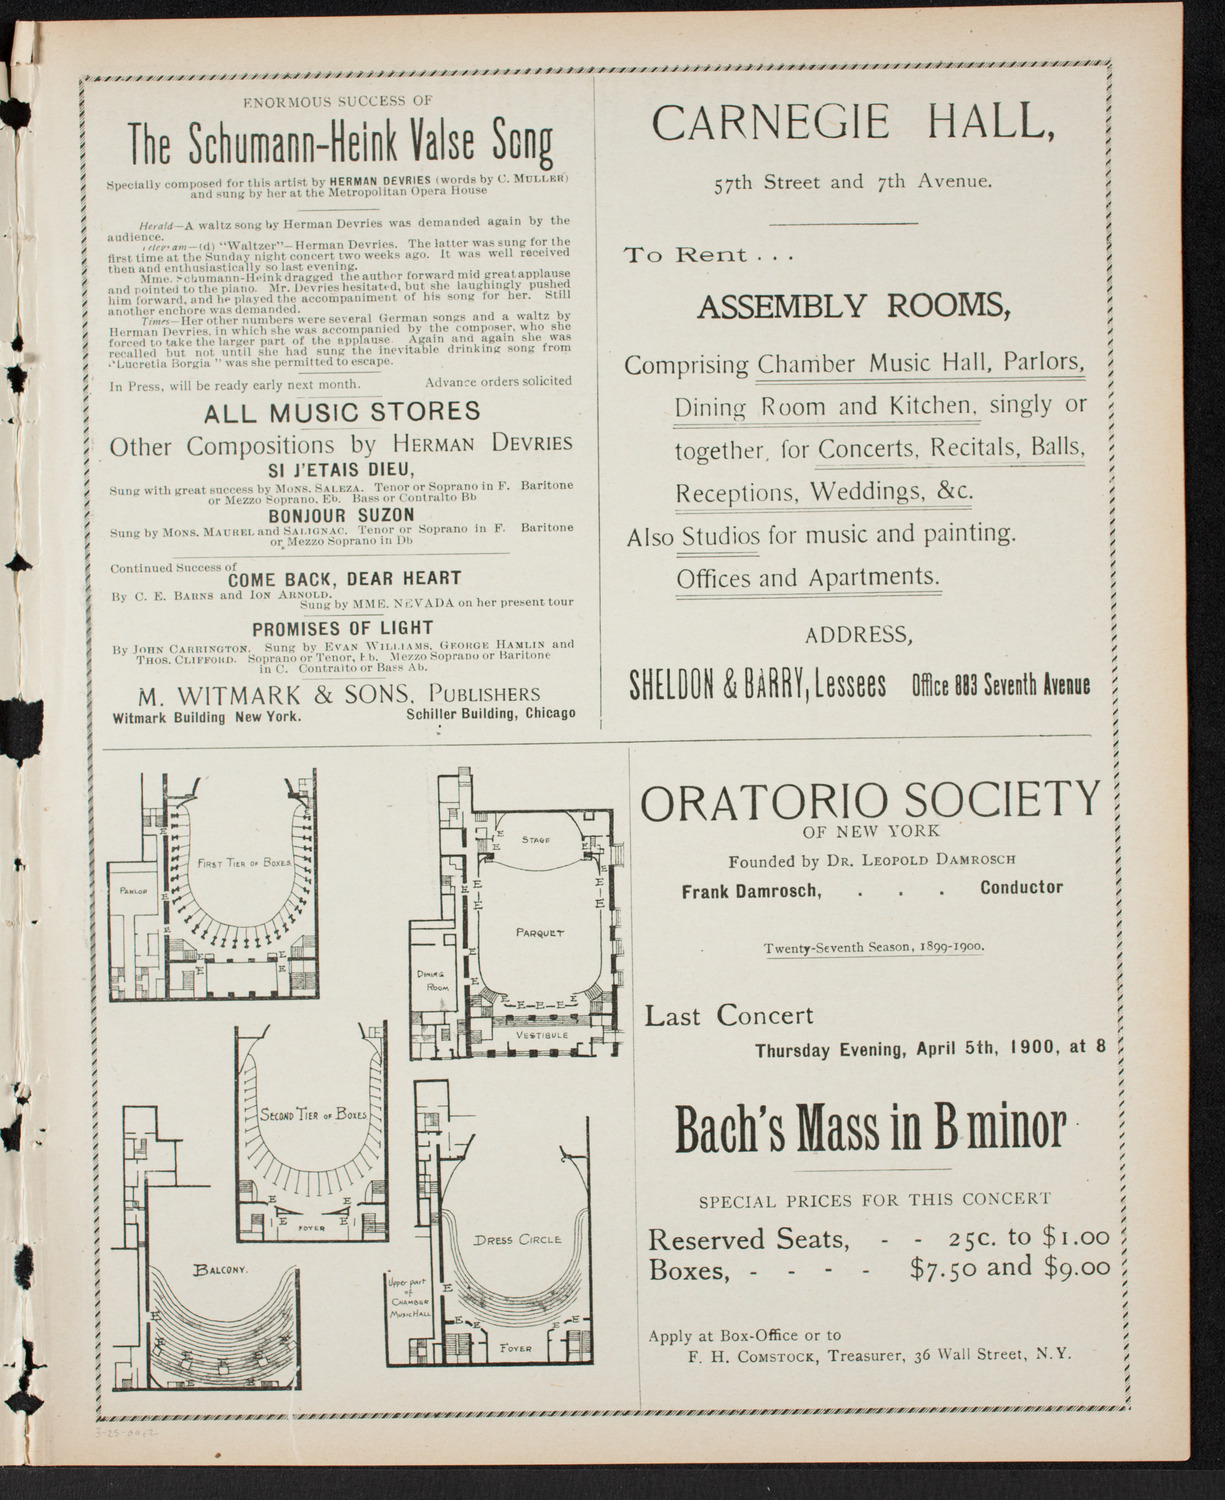 ENORMOUS SUCCESS OF
The Schumann-Heink Valse Song
Specially composed for this artist by HERMAN DEVRIES (words by C. MULLER)
and sung by her at the Metropolitan Opera House
Herald—A waltz song by Herman Devries was demanded again by the
audience.
—(d) "Waltzer"—Herman Devries. The latter was sung for the
first time at the Sunday night concert two weeks ago. It was well received
then and enthusiastically so last evening.
Mme. Schumann-Heink dragged the author forward mid great applause
and pointed to the piano. Mr. Devries hesitated, but she laughingly pushed
him forward, and he played the accompaniment of his song for her. Still
another enchore was demanded.
Times—Her other numbers were several German songs and a waltz by
Herman Devries, in which she was accompanied by the composer, who she
forced to take the larger part of the applause. Again and again she was
recalled but not until she had sung the inevitable drinking song from
"Lucretia Borgia" was she permitted to escape.
In Press, will be ready early next month. Advance orders solicited
ALL MUSIC STORES
Other Compositions by HERMAN DEVRIES
SI J'ETAIS DIEU,
Sung with great success by MONS. SALEZA. Tenor or Soprano in F. Baritone
or Mezzo Soprano, Eb. Bass or Contralto Bb
BONJOUR SUZON
Sung by MONS. MAUREL and SALIGNAC. Tenor or Soprano in F. Baritone
or Mezzo Soprano in Db
Continued Success of
COME BACK, DEAR HEART
By C. E. BARNS and ION ARNOLD.
Sung by MME. NEVADA on her present tour
PROMISES OF LIGHT
By JOHN CARRINGTON. Sung by EVAN WILLIAMS, GEORGE HAMLIN and
THOS. CLIFFORD. Soprano or Tenor, Eb. Mezzo Soprano or Baritone
in C. Contralto or Bass Ab.
M. WITMARK & SONS, PUBLISHERS
Witmark Building New York. Schiller Building, Chicago
CARNEGIE HALL,
57th Street and 7th Avenue.
To Rent . . .
ASSEMBLY ROOMS,
Comprising Chamber Music Hall, Parlors,
Dining Room and Kitchen, singly or
together, for Concerts, Recitals, Balls,
Receptions, Weddings, &c.
Also Studios for music and painting.
Offices and Apartments.
ADDRESS,
SHELDON & BARRY, Lessees Office 883 Seventh Avenue
FIRST TIER OF BOXES
PARLOR
STAGE
PARQUET
DINING
ROOM
VESTIBULE
SECOND TIER OF BOXES
FOYER
BALCONY.
DRESS CIRCLE
Upper part
of
CHAMBER
MUSIC HALL
FOYER
ORATORIO SOCIETY
OF NEW YORK
Founded by DR. LEOPOLD DAMROSCH
Frank Damrosch, . . . Conductor
Twenty-Seventh Season, 1899-1900.
Last Concert
Thursday Evening, April 5th, 1900, at 8
Bach's Mass in B minor
SPECIAL PRICES FOR THIS CONCERT
Reserved Seats, - - 25c. to $1.00
Boxes, - - - - $7.50 and $9.00
Apply at Box-Office or to
F. H. COMSTOCK, Treasurer, 36 Wall Street, N.Y.